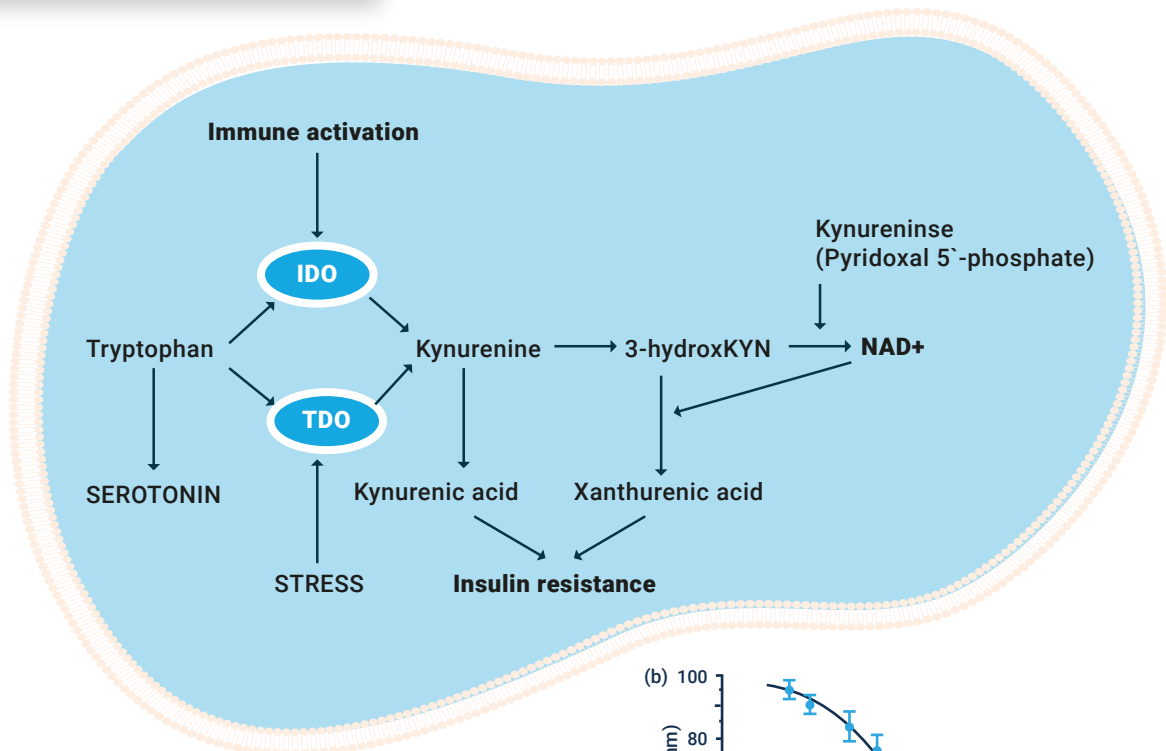 Immune activation
IDO
Kynureninse
(Pyridoxal 5`-phosphate)
Tryptophan
Kynurenine
3-hydroxKYN
NAD+
TDO
SEROTONIN
Kynurenic acid
Xanthurenic acid
STRESS
Insulin resistance
(b) 100
80